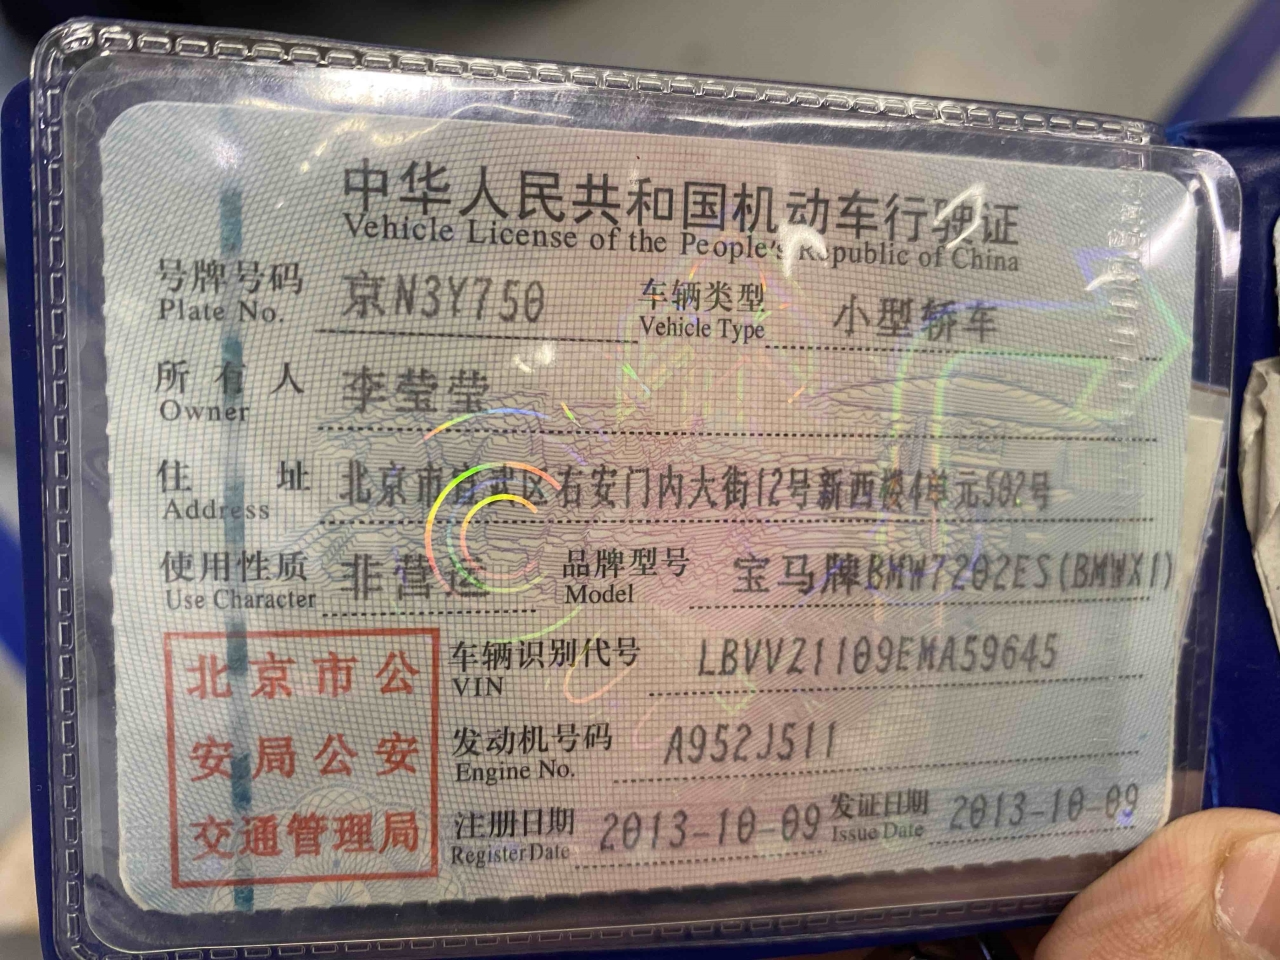 中华人民共和国机动车行驶证
Vehicle License of the People's Republic of China
号牌号码 京N3Y750 车辆类型 小型轿车
Plate No. Vehicle Type
所有人 李莹莹
Owner
住址 北京市宣武区右安门内大街12号新西楼4单元502号
Address
使用性质 非营运 品牌型号 宝马牌BMW7202ES(BMWX1)
Use Character Model
车辆识别代号 LBVVZ1109EMA59645
VIN
发动机号码 A952J511
Engine No.
注册日期 2013-10-09 发证日期 2013-10-09
Register Date Issue Date
北京市公
安局公安
交通管理局